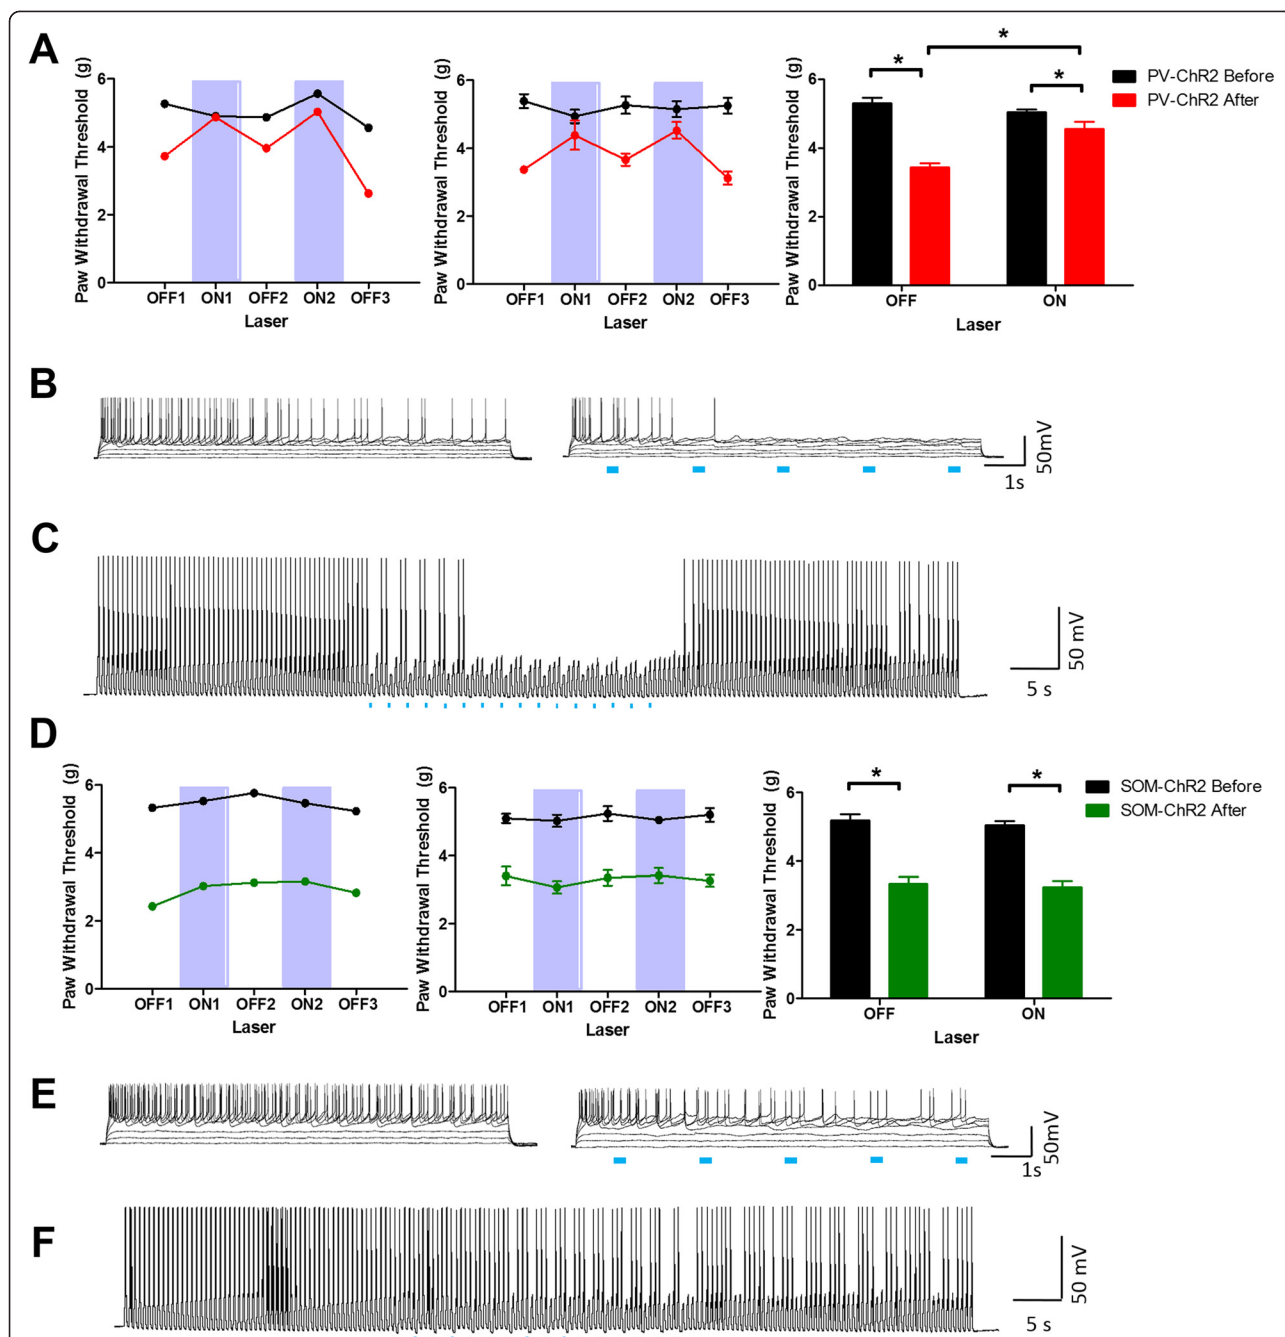 A
Paw Withdrawal Threshold (g)
6
4
2
0
OFF1 ON1 OFF2 ON2 OFF3
Laser
Paw Withdrawal Threshold (g)
6
4
2
0
OFF1 ON1 OFF2 ON2 OFF3
Laser
Paw Withdrawal Threshold (g)
6
4
2
0
* * *
OFF ON
Laser
PV-ChR2 Before
PV-ChR2 After
B
50mV
1s
C
50 mV
5 s
D
Paw Withdrawal Threshold (g)
6
4
2
0
OFF1 ON1 OFF2 ON2 OFF3
Laser
Paw Withdrawal Threshold (g)
6
4
2
0
OFF1 ON1 OFF2 ON2 OFF3
Laser
Paw Withdrawal Threshold (g)
6
4
2
0
* *
OFF ON
Laser
SOM-ChR2 Before
SOM-ChR2 After
E
50mV
1s
F
50 mV
5 s